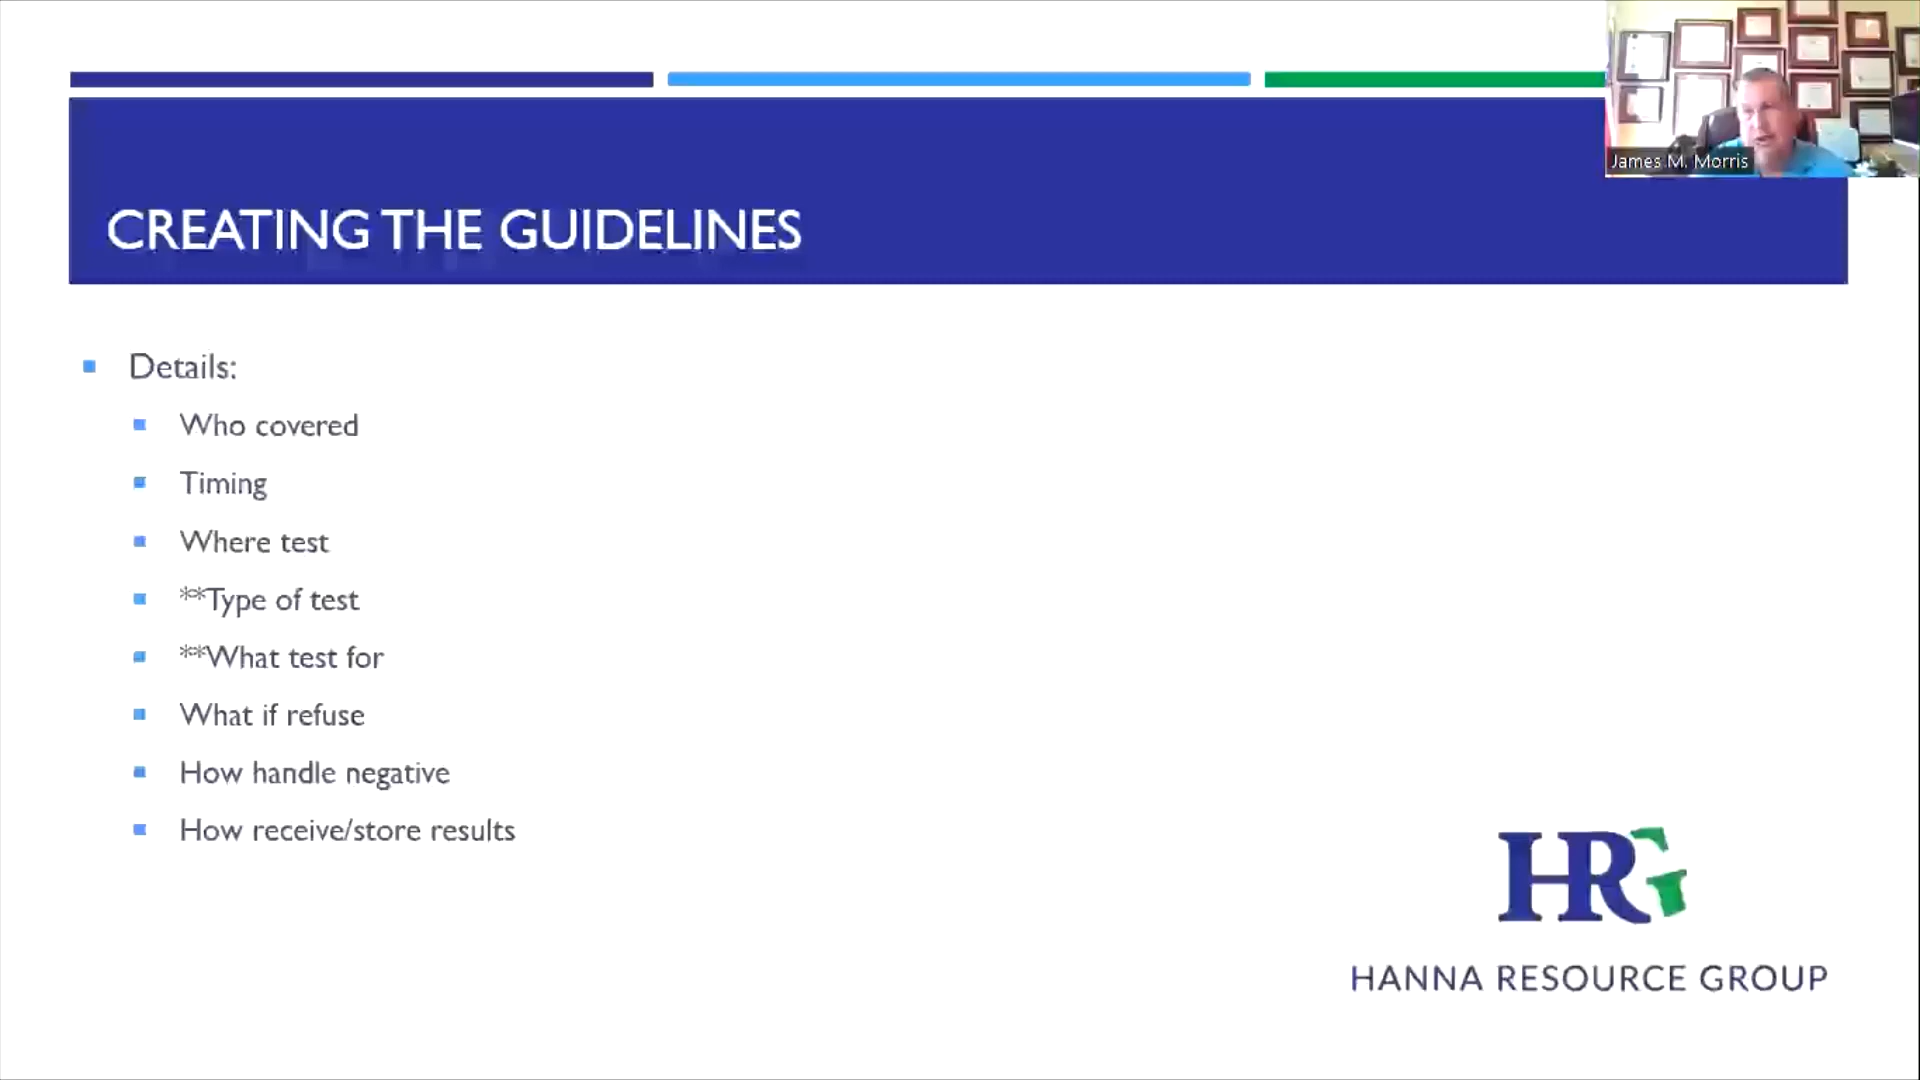 James M. Morris
CREATING THE GUIDELINES
Details:
Who covered
Timing
Where test
**Type of test
**What test for
What if refuse
How handle negative
How receive/store results
HRG
HANNA RESOURCE GROUP